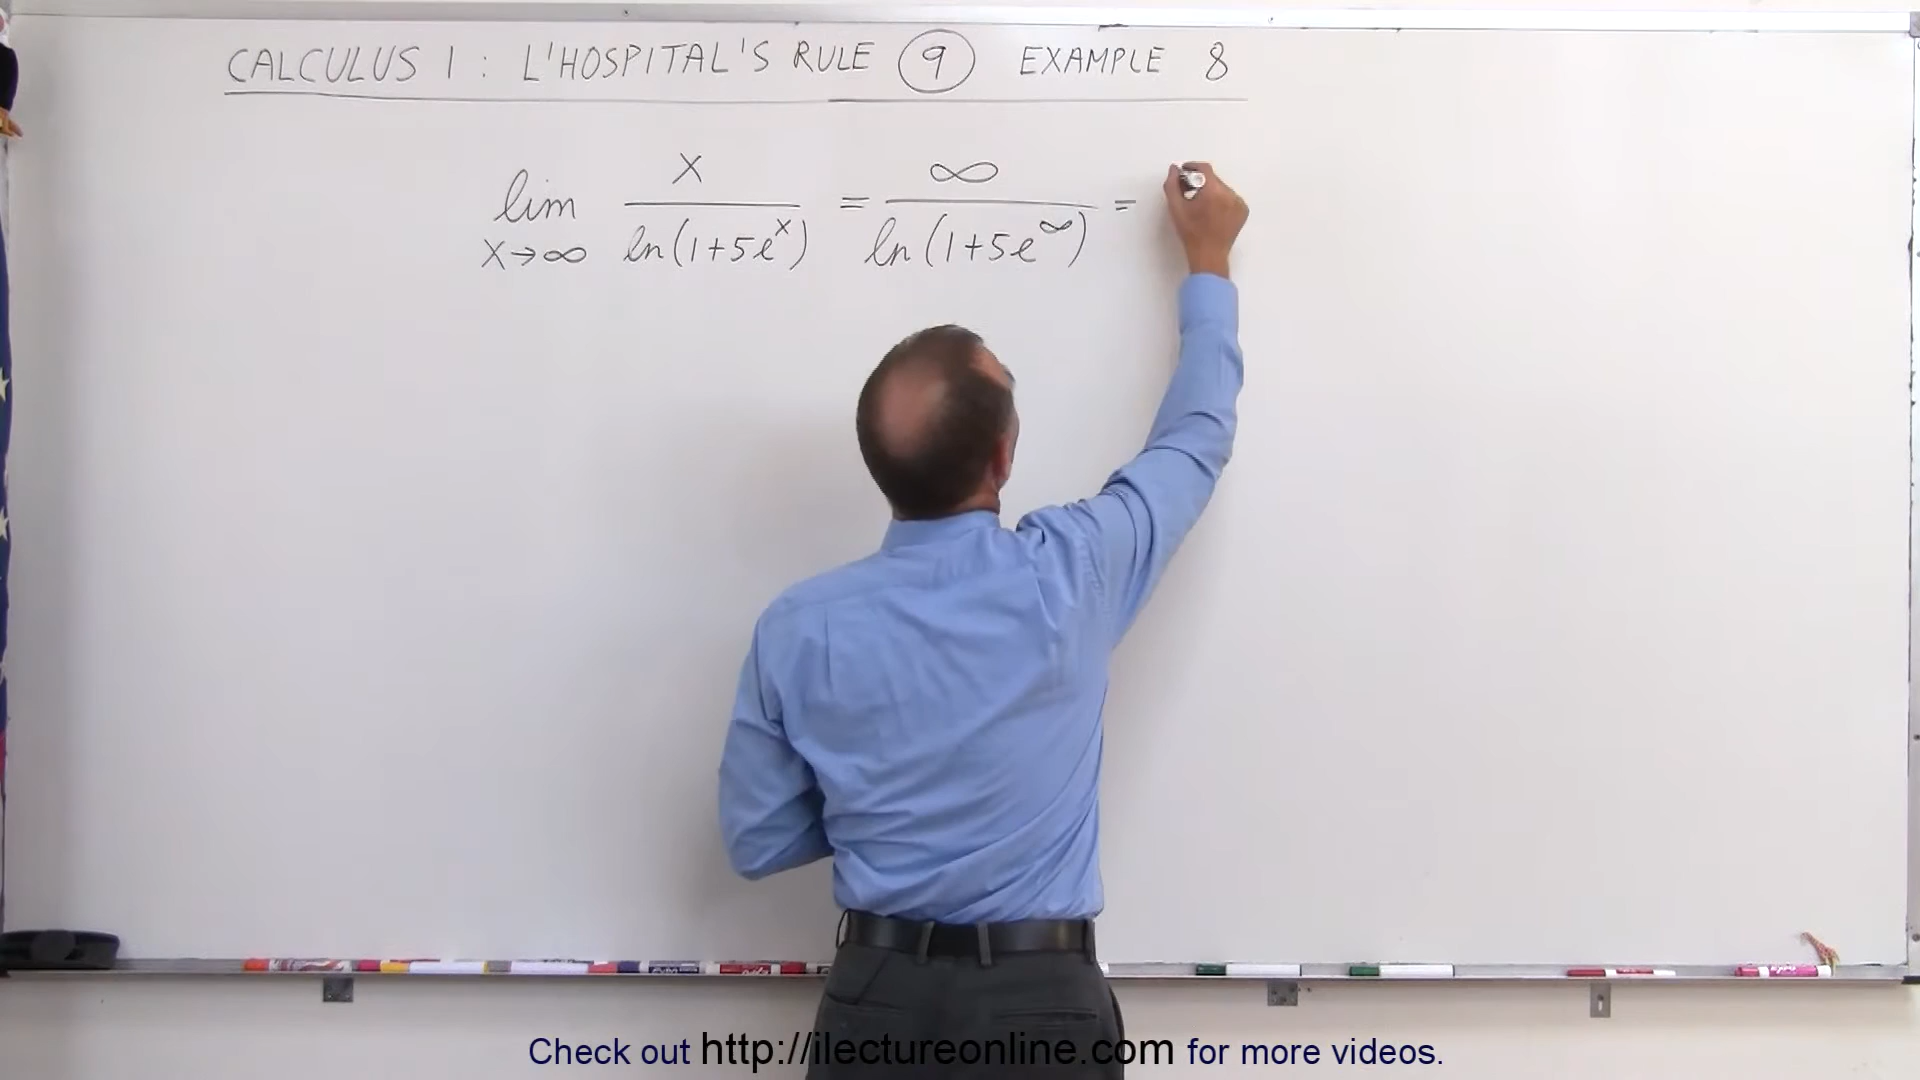 CALCULUS 1 : L'HOSPITAL'S RULE 9 EXAMPLE 8
lim x→∞ x / ln(1+5e^x) = ∞ / ln(1+5e^∞) =
Check out http://ilectureonline.com for more videos.